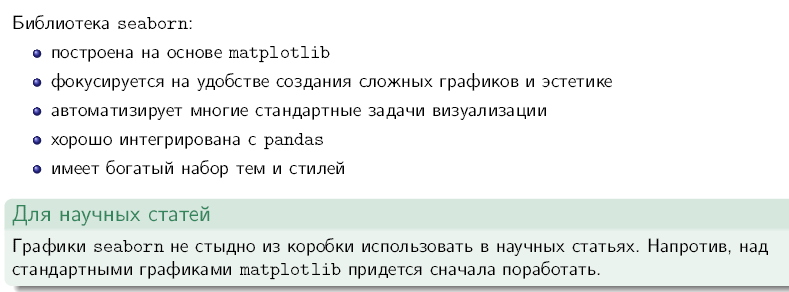 Библиотека seaborn:
построена на основе matplotlib
фокусируется на удобстве создания сложных графиков и эстетике
автоматизирует многие стандартные задачи визуализации
хорошо интегрирована с pandas
имеет богатый набор тем и стилей
Для научных статей
Графики seaborn не стыдно из коробки использовать в научных статьях. Напротив, над
стандартными графиками matplotlib придется сначала поработать.